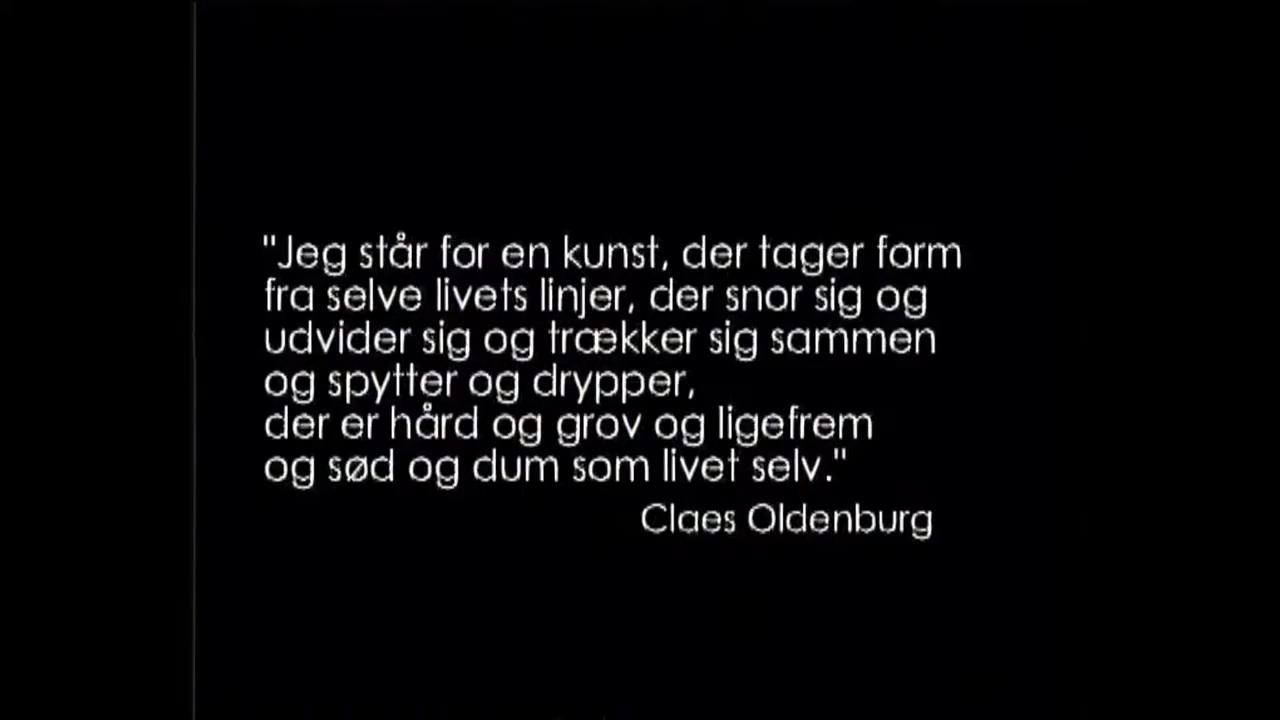 "Jeg står for en kunst, der tager form
fra selve livets linjer, der snor sig og
udvider sig og trækker sig sammen
og spytter og drypper,
der er hård og grov og ligefrem
og sød og dum som livet selv."
Claes Oldenburg